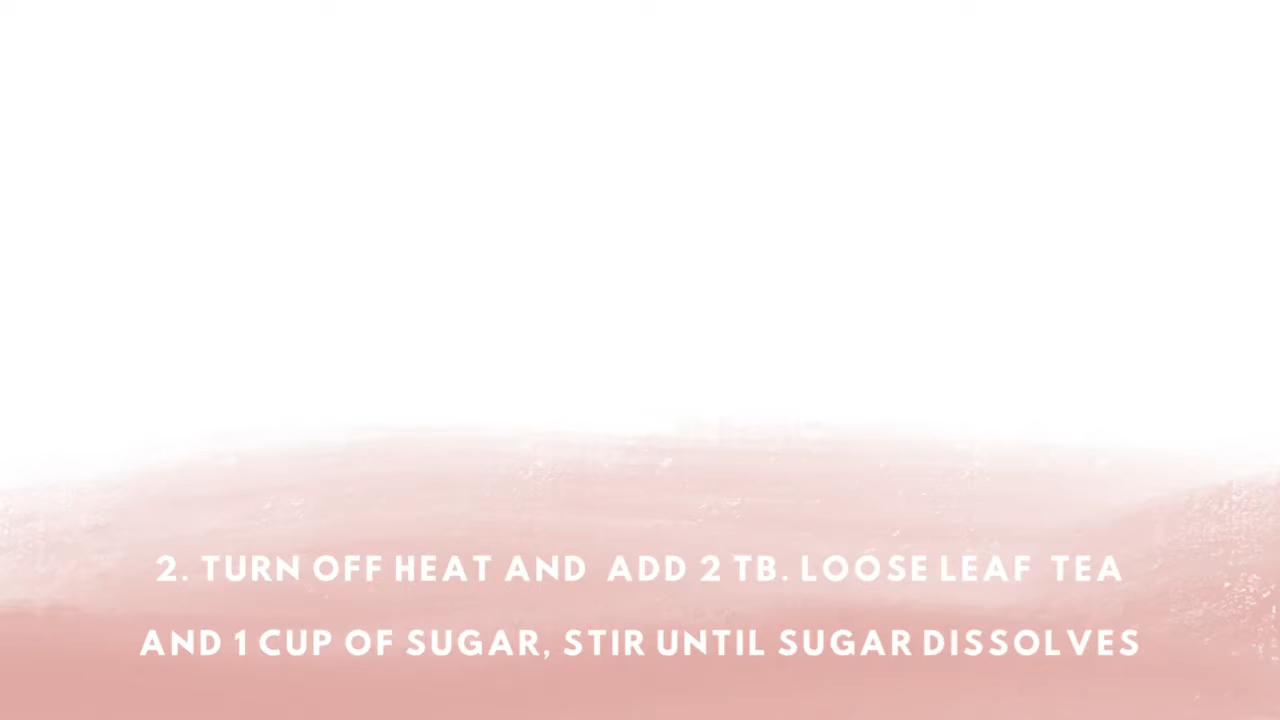 2. TURN OFF HEAT AND ADD 2 TB. LOOSE LEAF TEA
AND 1 CUP OF SUGAR, STIR UNTIL SUGAR DISSOLVES